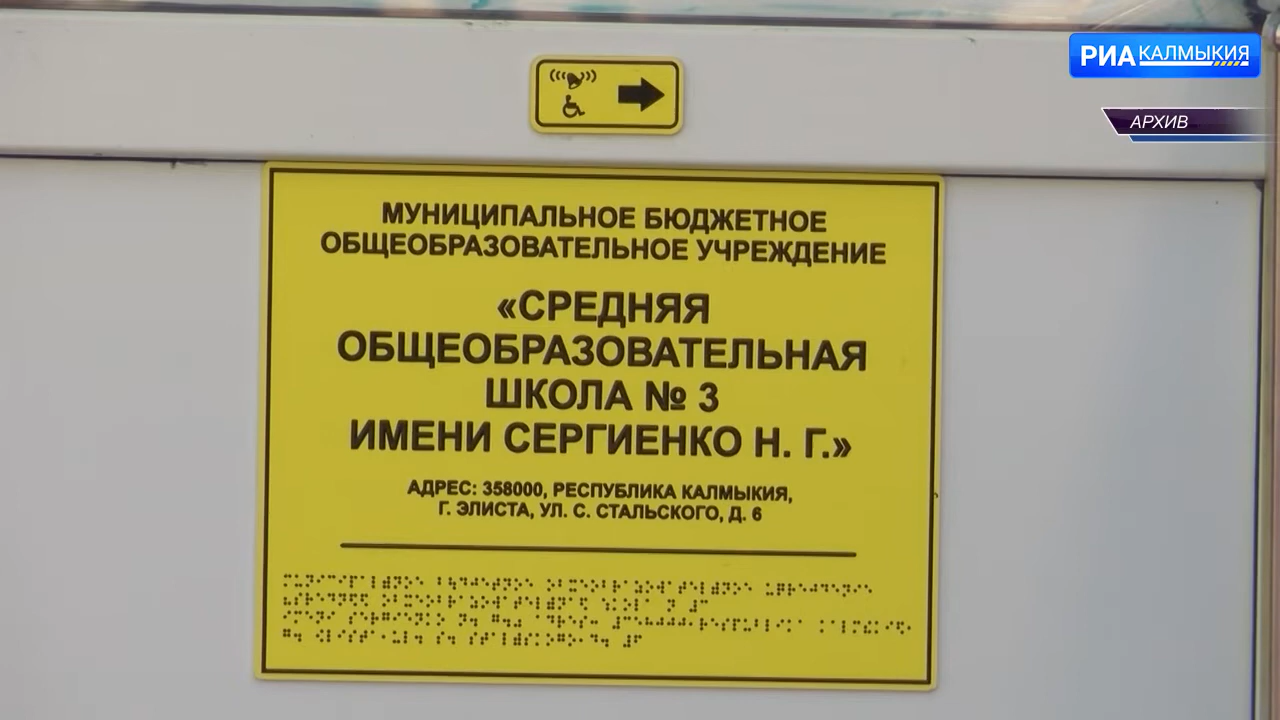 РИА КАЛМЫКИЯ
АРХИВ
МУНИЦИПАЛЬНОЕ БЮДЖЕТНОЕ
ОБЩЕОБРАЗОВАТЕЛЬНОЕ УЧРЕЖДЕНИЕ
«СРЕДНЯЯ
ОБЩЕОБРАЗОВАТЕЛЬНАЯ
ШКОЛА № 3
ИМЕНИ СЕРГИЕНКО Н. Г.»
АДРЕС: 358000, РЕСПУБЛИКА КАЛМЫКИЯ,
Г. ЭЛИСТА, УЛ. С. СТАЛЬСКОГО, Д. 6